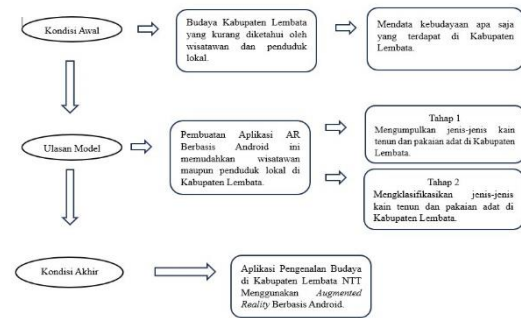 Kondisi Awal
Budaya Kabupaten Lembata
yang kurang diketahui oleh
wisatawan dan penduduk
lokal.
Mendata kebudayaan apa saja
yang terdapat di Kabupaten
Lembata.
Ulasan Model
Pembuatan Aplikasi AR
Berbasis Android ini
memudahkan wisatawan
maupun penduduk lokal di
Kabupaten Lembata.
Tahap 1
Mengumpulkan jenis-jenis kain
tenun dan pakaian adat di Kabupaten
Lembata.
Tahap 2
Mengklasifikasikan jenis-jenis
kain tenun dan pakaian adat di
Kabupaten Lembata.
Kondisi Akhir
Aplikasi Pengenalan Budaya
di Kabupaten Lembata NTT
Menggunakan Augmented
Reality Berbasis Android.